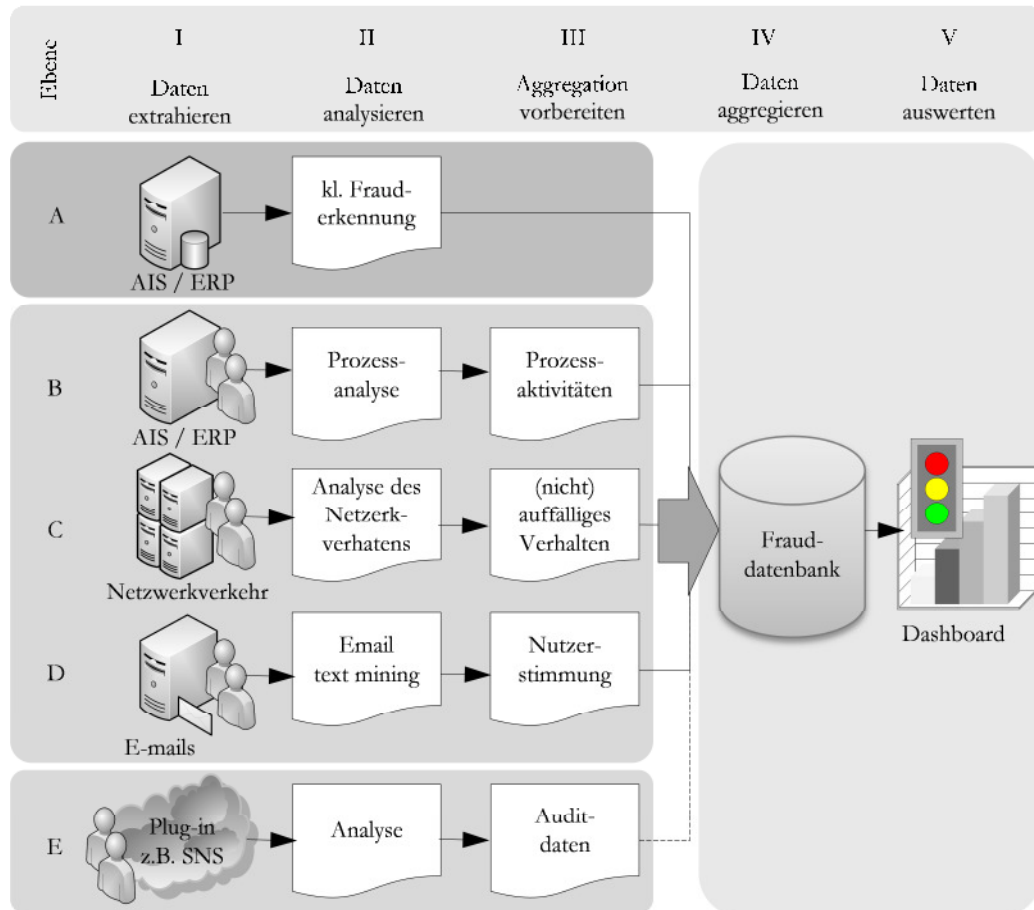 Ebene
I
II
III
IV
V
Daten
extrahieren
Daten
analysieren
Aggregation
vorbereiten
Daten
aggregieren
Daten
auswerten
A
AIS / ERP
kl. Fraud-
erkennung
B
AIS / ERP
Prozess-
analyse
Prozess-
aktivitäten
C
Netzwerkverkehr
Analyse des
Netzerk-
verhatens
(nicht)
auffälliges
Verhalten
Fraud-
datenbank
Dashboard
D
E-mails
Email
text mining
Nutzer-
stimmung
E
Plug-in
z.B. SNS
Analyse
Audit-
daten